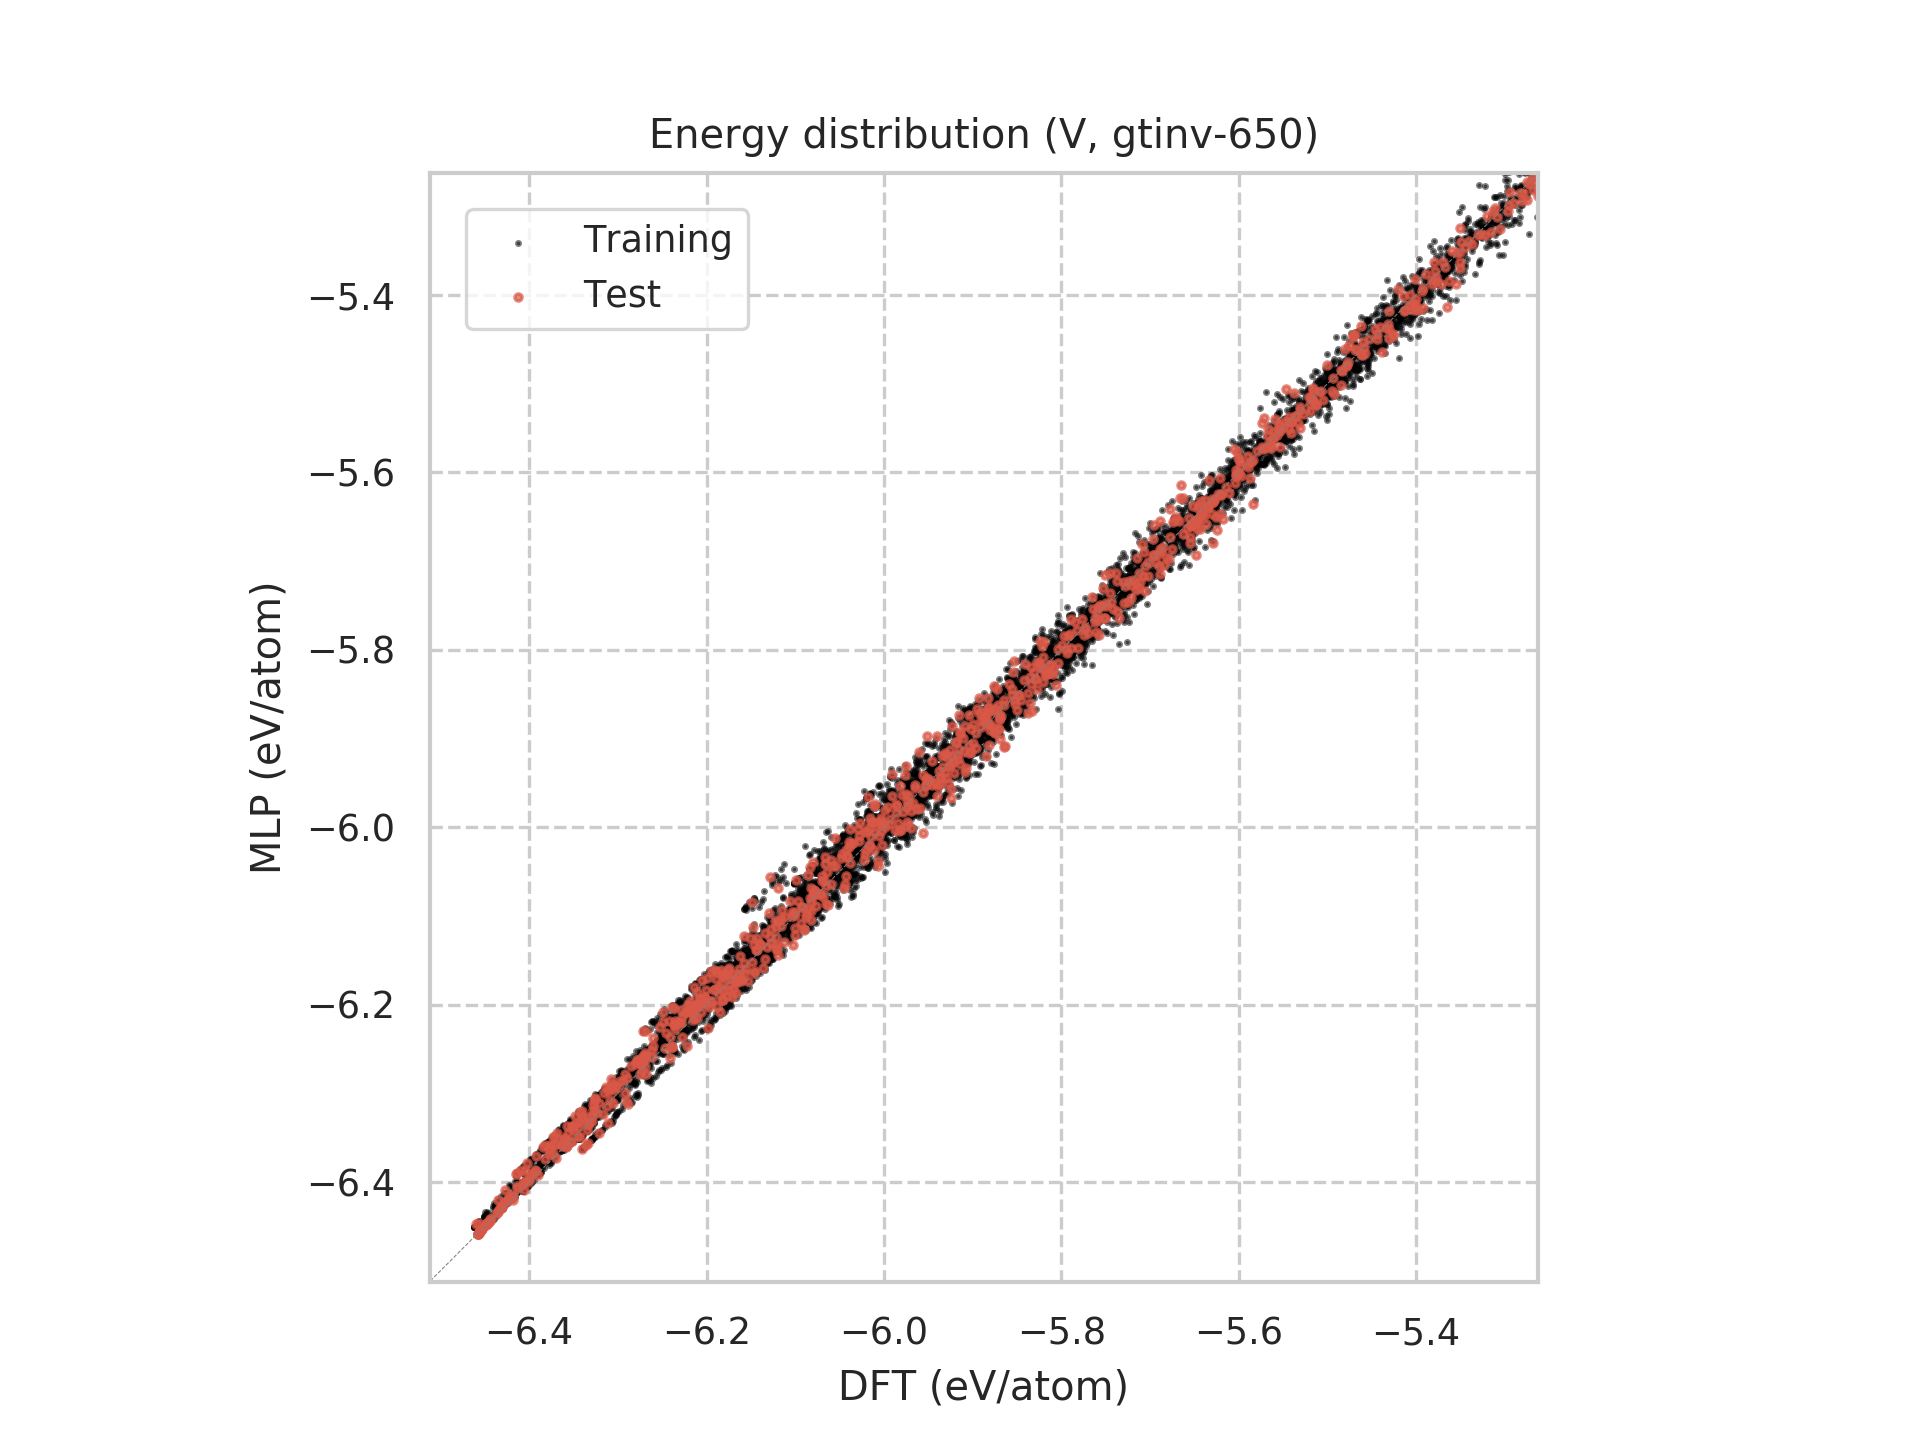 Energy distribution (V, gtinv-650)
Training
Test
−5.4
−5.6
−5.8
−6.0
−6.2
−6.4
MLP (eV/atom)
−6.4 −6.2 −6.0 −5.8 −5.6 −5.4
DFT (eV/atom)